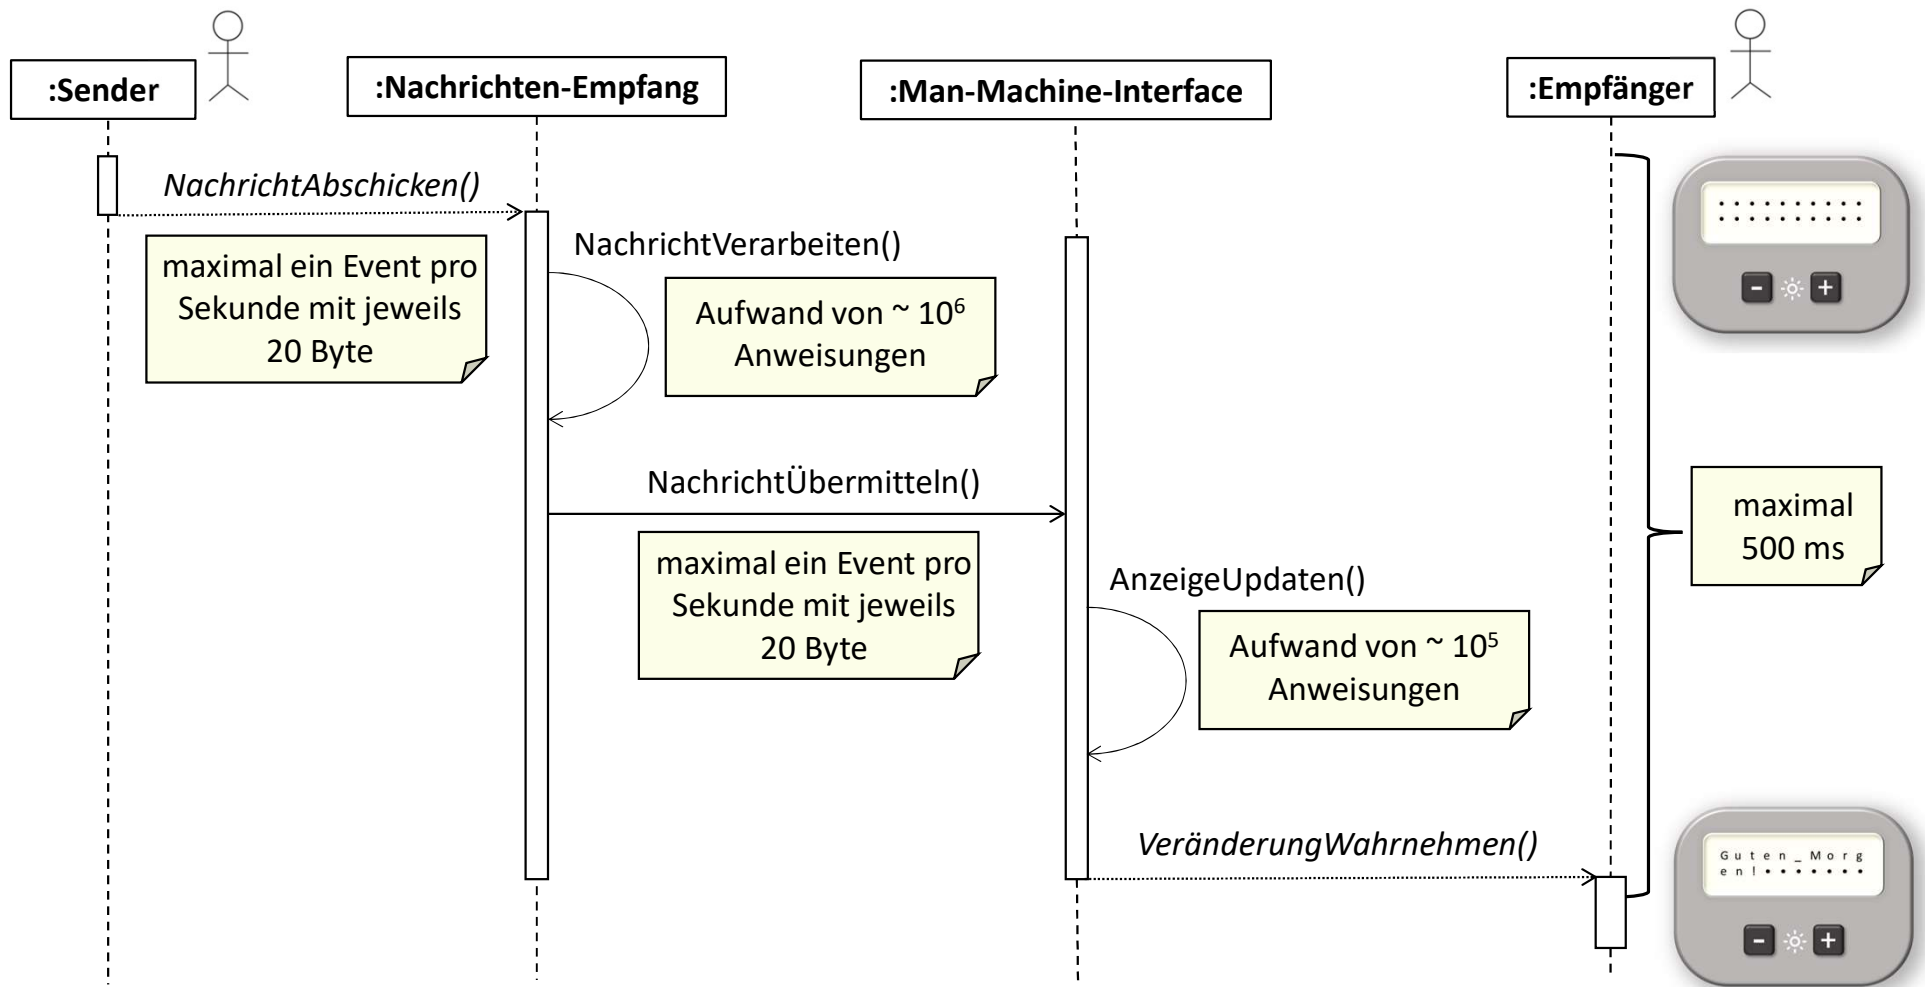 :Sender
:Nachrichten-Empfang
:Man-Machine-Interface
:Empfänger
NachrichtAbschicken()
maximal ein Event pro
Sekunde mit jeweils
20 Byte
NachrichtVerarbeiten()
Aufwand von ~ 10⁶
Anweisungen
- +
NachrichtÜbermitteln()
maximal ein Event pro
Sekunde mit jeweils
20 Byte
maximal
500 ms
AnzeigeUpdaten()
Aufwand von ~ 10⁵
Anweisungen
VeränderungWahrnehmen()
Guten_Morg
en!•••••••
- +